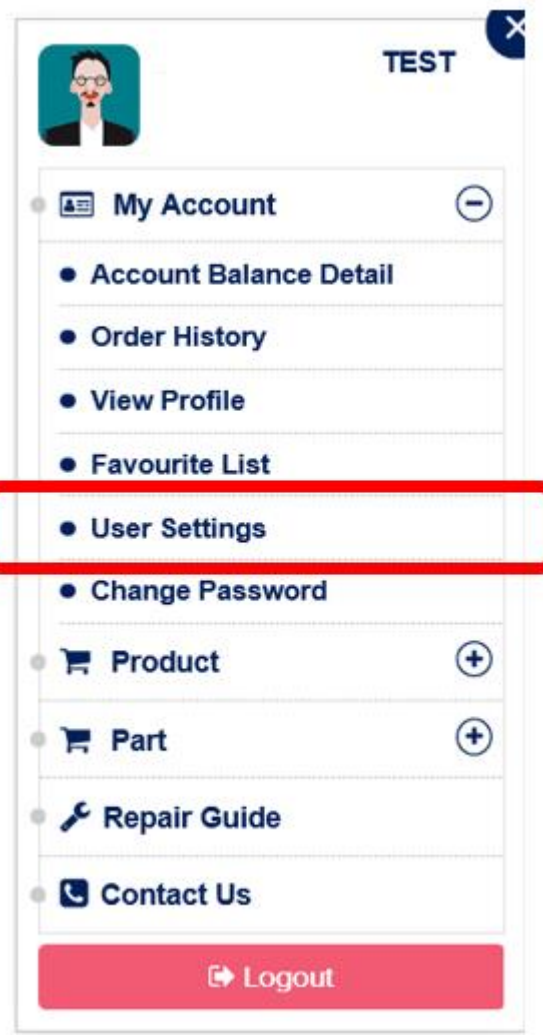 TEST
My Account
Account Balance Detail
Order History
View Profile
Favourite List
User Settings
Change Password
Product
Part
Repair Guide
Contact Us
Logout